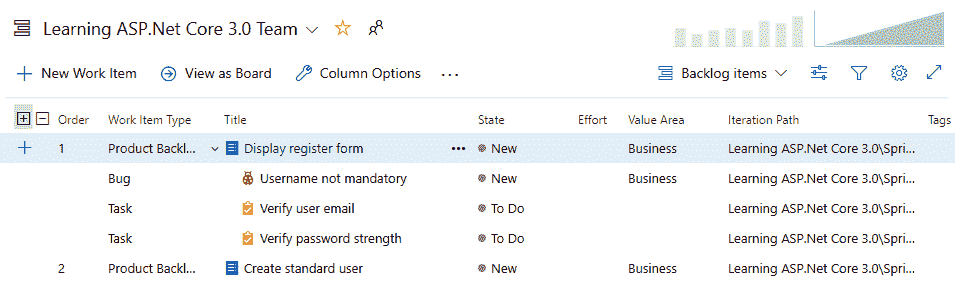 Learning ASP.Net Core 3.0 Team
New Work Item View as Board Column Options ... Backlog items
Order Work Item Type Title State Effort Value Area Iteration Path Tags
1 Product Backl... Display register form ... New Business Learning ASP.Net Core 3.0\Spri...
Bug Username not mandatory New Business Learning ASP.Net Core 3.0\Spri...
Task Verify user email To Do Learning ASP.Net Core 3.0\Spri...
Task Verify password strength To Do Learning ASP.Net Core 3.0\Spri...
2 Product Backl... Create standard user New Business Learning ASP.Net Core 3.0\Spri...